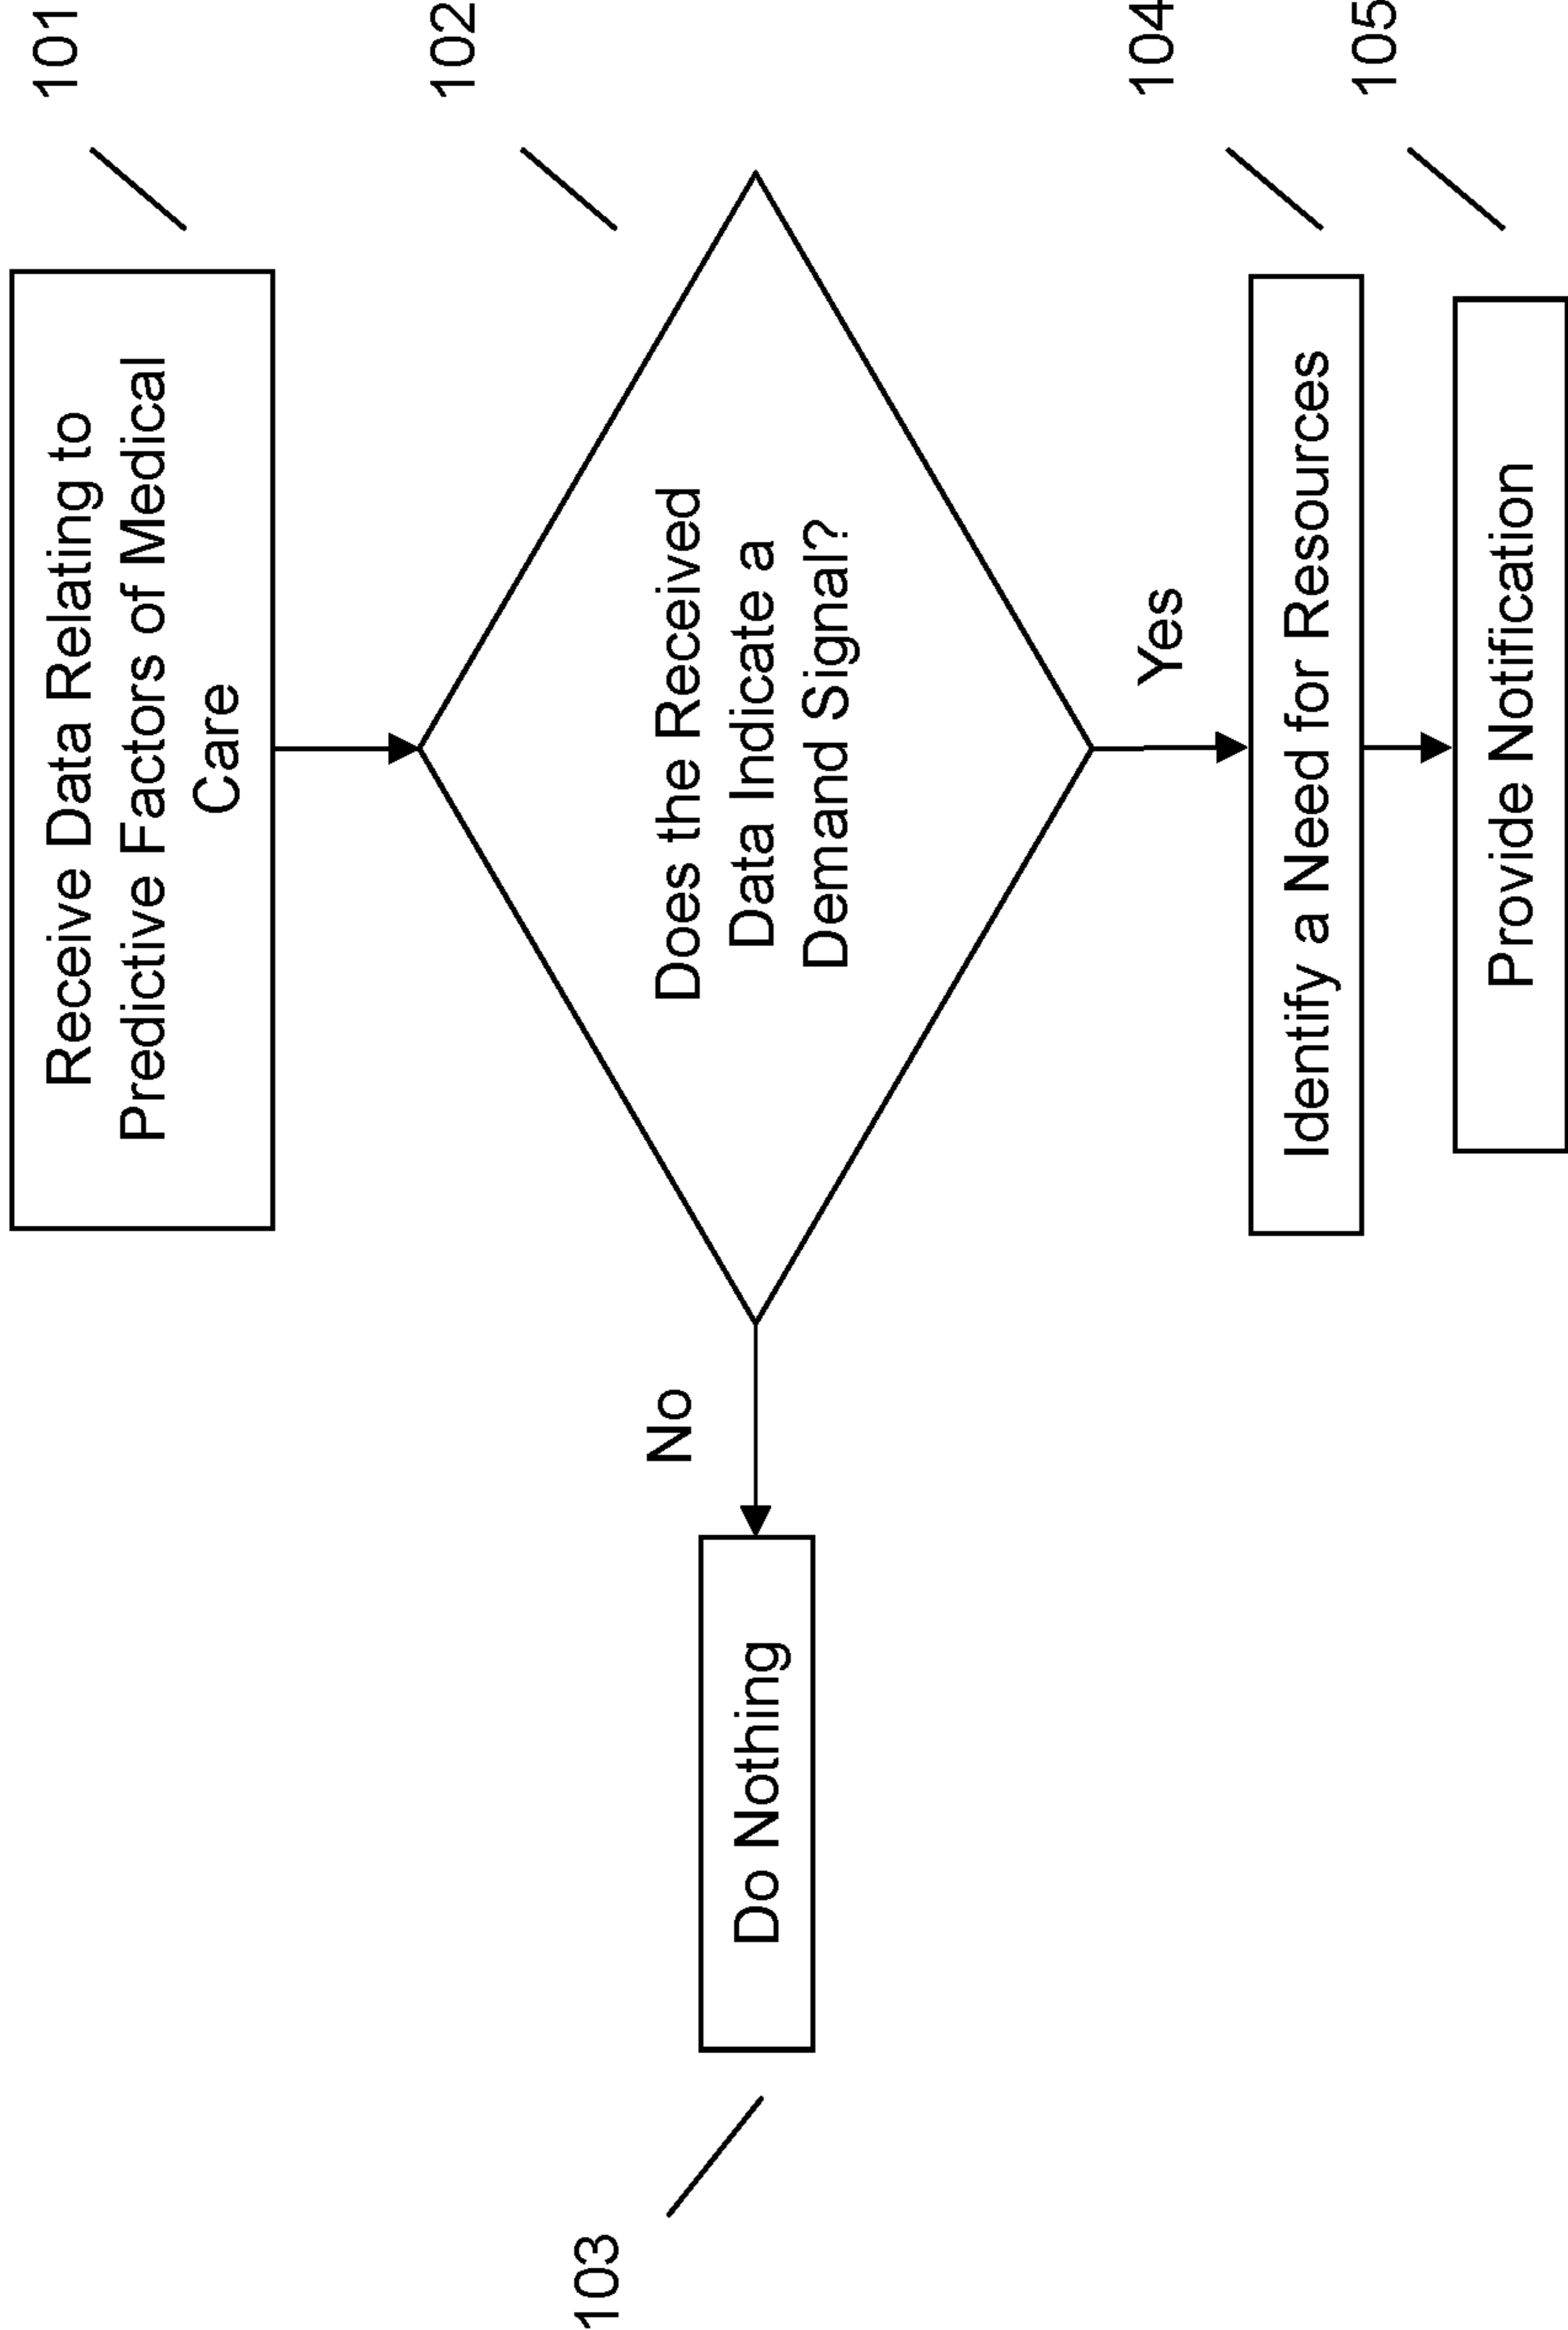 101
Receive Data Relating to
Predictive Factors of Medical
Care
102
Does the Received
Data Indicate a
Demand Signal?
No
Do Nothing
103
Yes
104
Identify a Need for Resources
105
Provide Notification